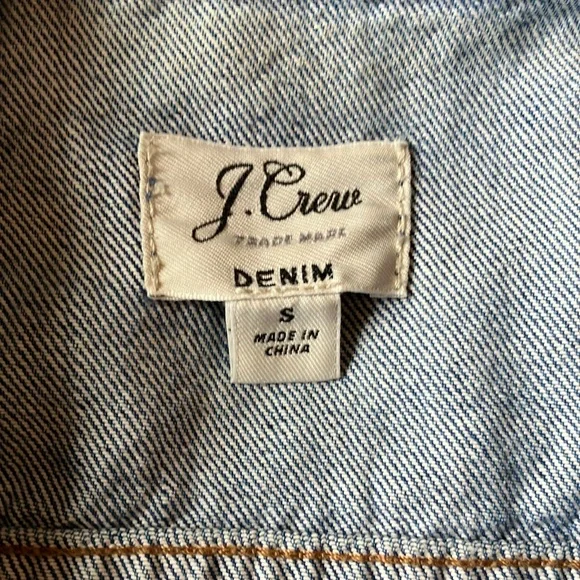 J.Crew
TRADE MARK
DENIM
S
MADE IN
CHINA